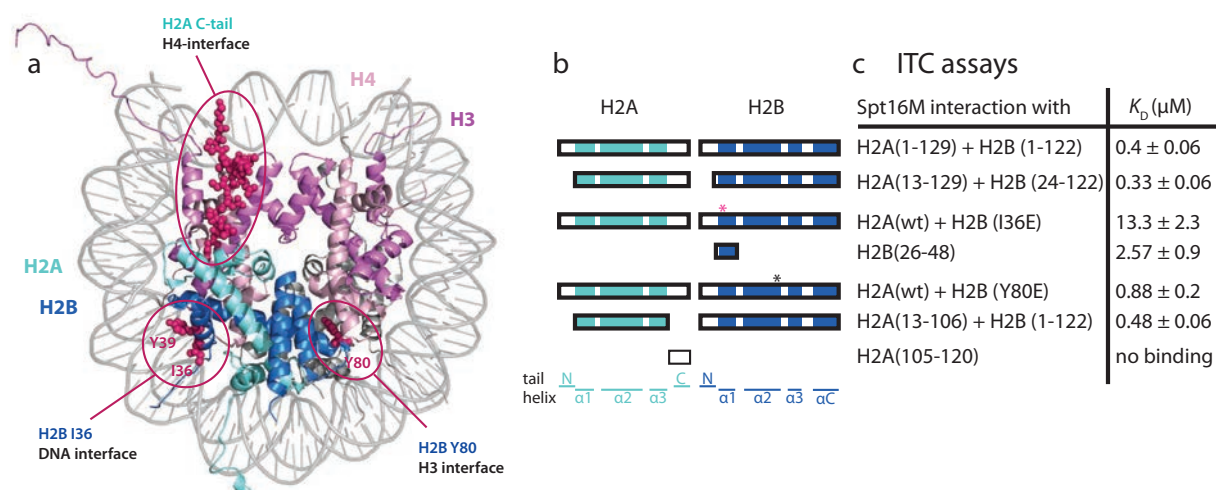 H2A C-tail
H4-interface
a
H4
H3
H2A
H2B
Y39
I36
Y80
H2B I36
DNA interface
H2B Y80
H3 interface
b
H2A H2B
*
*
tail N C N
helix α1 α2 α3 α1 α2 α3 αC
c ITC assays
Spt16M interaction with K_D (μM)
H2A(1-129) + H2B (1-122) 0.4 ± 0.06
H2A(13-129) + H2B (24-122) 0.33 ± 0.06
H2A(wt) + H2B (I36E) 13.3 ± 2.3
H2B(26-48) 2.57 ± 0.9
H2A(wt) + H2B (Y80E) 0.88 ± 0.2
H2A(13-106) + H2B (1-122) 0.48 ± 0.06
H2A(105-120) no binding